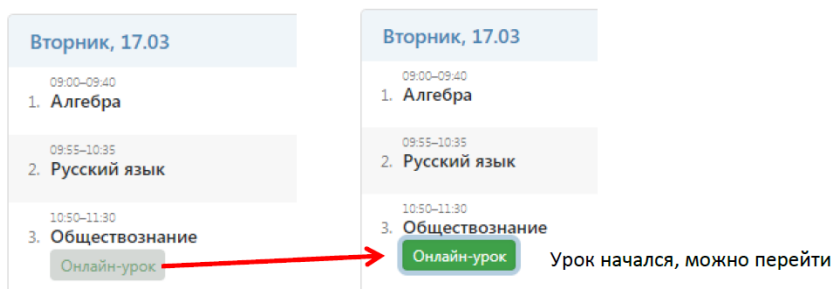 Вторник, 17.03
09:00–09:40
1. Алгебра
09:55–10:35
2. Русский язык
10:50–11:30
3. Обществознание
Онлайн-урок
Вторник, 17.03
09:00–09:40
1. Алгебра
09:55–10:35
2. Русский язык
10:50–11:30
3. Обществознание
Онлайн-урок
Урок начался, можно перейти